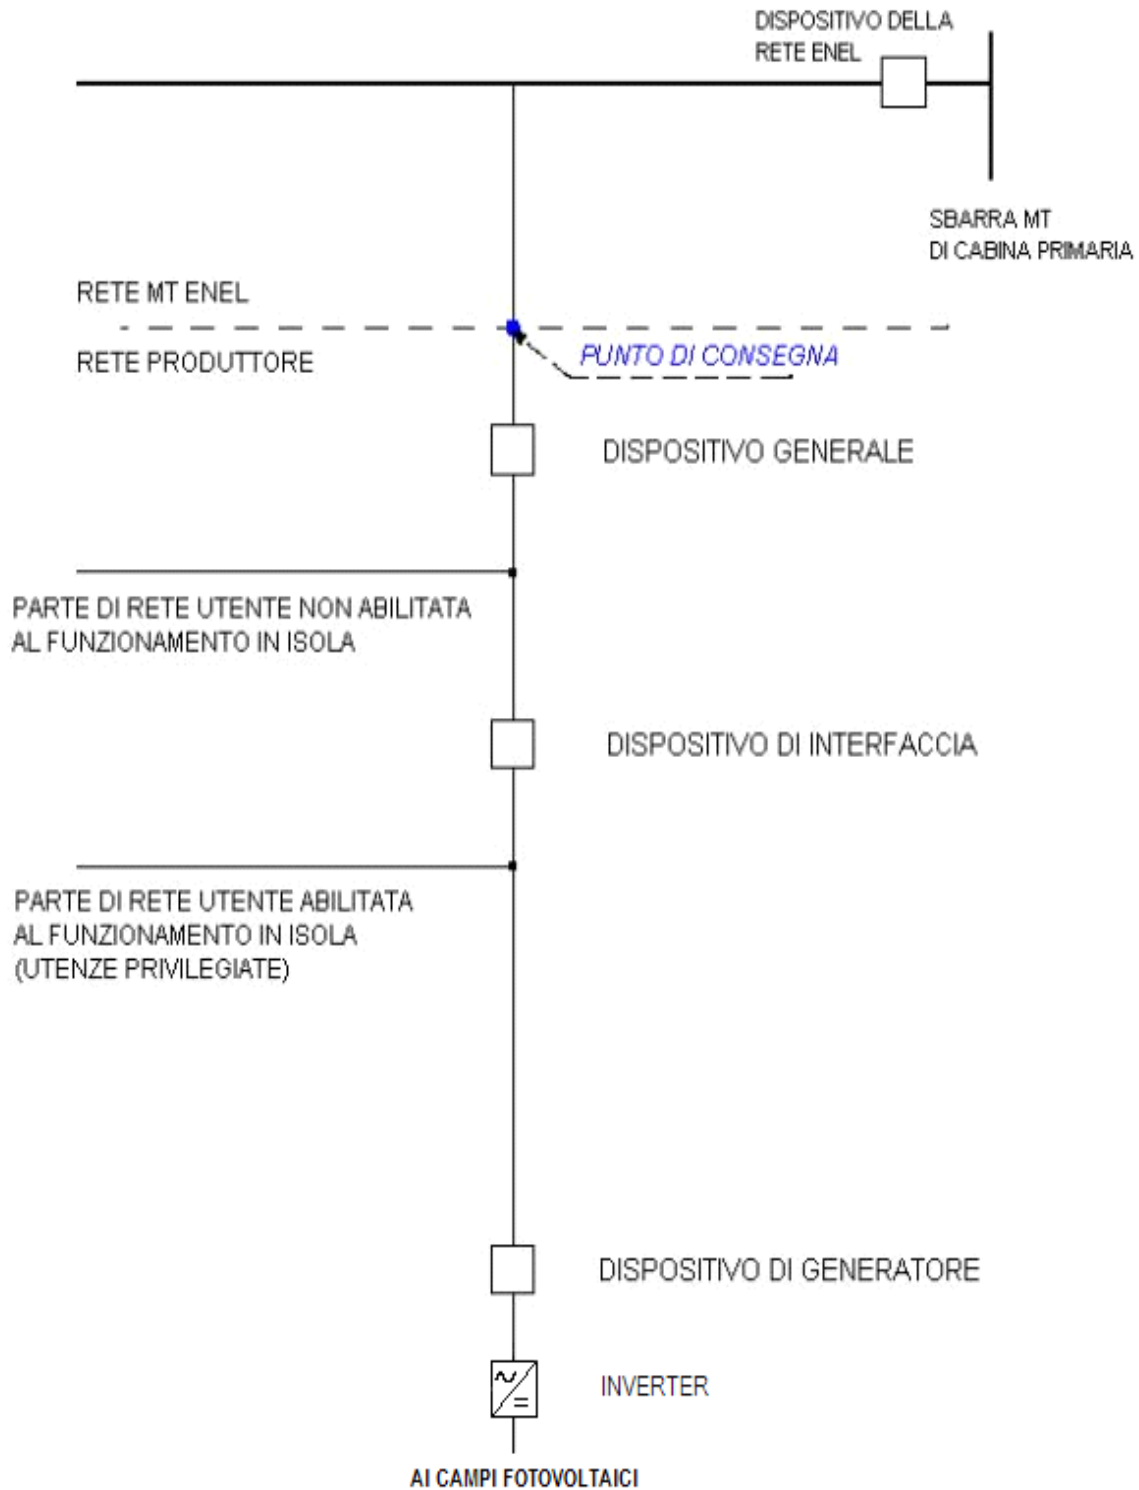 DISPOSITIVO DELLA
RETE ENEL
SBARRA MT
DI CABINA PRIMARIA
RETE MT ENEL
RETE PRODUTTORE
PUNTO DI CONSEGNA
DISPOSITIVO GENERALE
PARTE DI RETE UTENTE NON ABILITATA
AL FUNZIONAMENTO IN ISOLA
DISPOSITIVO DI INTERFACCIA
PARTE DI RETE UTENTE ABILITATA
AL FUNZIONAMENTO IN ISOLA
(UTENZE PRIVILEGIATE)
DISPOSITIVO DI GENERATORE
INVERTER
AI CAMPI FOTOVOLTAICI